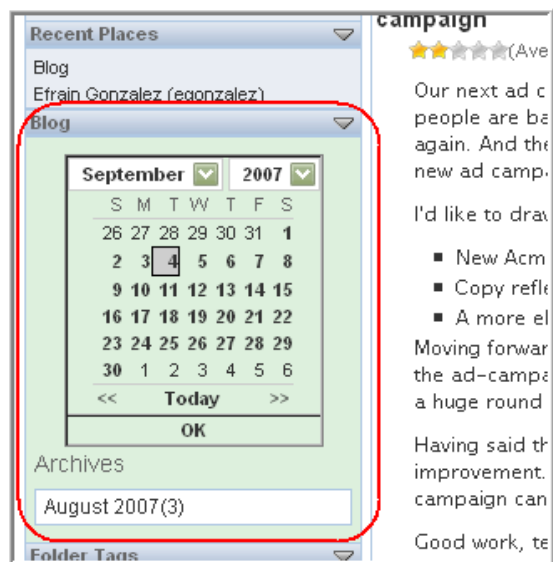 Recent Places
Blog
Efrain Gonzalez (egonzalez)
Blog
September 2007
S M T W T F S
26 27 28 29 30 31 1
2 3 4 5 6 7 8
9 10 11 12 13 14 15
16 17 18 19 20 21 22
23 24 25 26 27 28 29
30 1 2 3 4 5 6
<< Today >>
OK
Archives
August 2007(3)
Folder Tags
campaign
(Ave
Our next ad c
people are ba
again. And the
new ad camp
I'd like to dra
■ New Acm
■ Copy refle
■ A more el
Moving forwar
the ad-campa
a huge round
Having said th
improvement.
campaign can
Good work, te